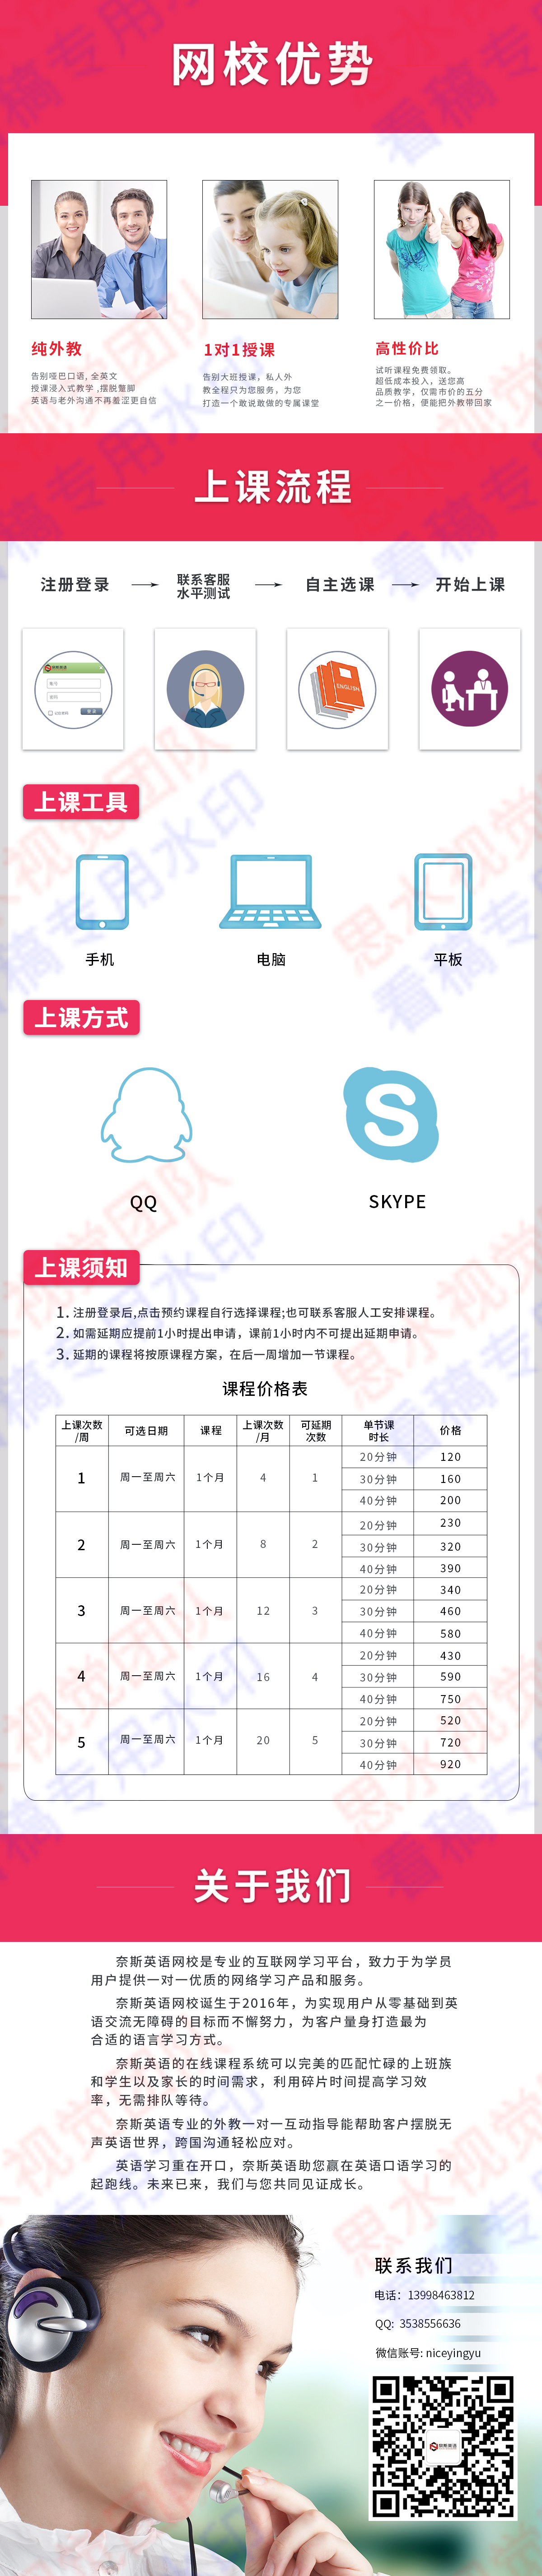 网校优势
纯外教
告别哑巴口语,全英文
授课浸入式教学 ,摆脱蹩脚
英语与老外沟通不再羞涩更自信
1对1授课
告别大班授课，私人外
教全程只为您服务，为您
打造一个敢说敢做的专属课堂
高性价比
试听课程免费领取。
超低成本投入，送您高
品质教学，仅需市价的五分
之一价格，便能把外教带回家
上课流程
注册登录
联系客服
水平测试
自主选课
开始上课
ENGLISH
上课工具
手机
电脑
平板
上课方式
QQ
SKYPE
上课须知
1. 注册登录后,点击预约课程自行选择课程;也可联系客服人工安排课程。
2. 如需延期应提前1小时提出申请，课前1小时内不可提出延期申请。
3. 延期的课程将按原课程方案，在后一周增加一节课程。
课程价格表
上课次数/周 可选日期 课程 上课次数/月 可延期次数 单节课时长 价格
1 周一至周六 1个月 4 1 20分钟 120
30分钟 160
40分钟 200
2 周一至周六 1个月 8 2 20分钟 230
30分钟 320
40分钟 390
3 周一至周六 1个月 12 3 20分钟 340
30分钟 460
40分钟 580
4 周一至周六 1个月 16 4 20分钟 430
30分钟 590
40分钟 750
5 周一至周六 1个月 20 5 20分钟 520
30分钟 720
40分钟 920
关于我们
奈斯英语网校是专业的互联网学习平台，致力于为学员
用户提供一对一优质的网络学习产品和服务。
奈斯英语网校诞生于2016年，为实现用户从零基础到英
语交流无障碍的目标而不懈努力，为客户量身打造最为
合适的语言学习方式。
奈斯英语的在线课程系统可以完美的匹配忙碌的上班族
和学生以及家长的时间需求，利用碎片时间提高学习效
率，无需排队等待。
奈斯英语专业的外教一对一互动指导能帮助客户摆脱无
声英语世界，跨国沟通轻松应对。
英语学习重在开口，奈斯英语助您赢在英语口语学习的
起跑线。未来已来，我们与您共同见证成长。
联系我们
电话：13998463812
QQ: 3538556636
微信账号: niceyingyu
奈斯英语
思水视觉团队
看稿专用水印